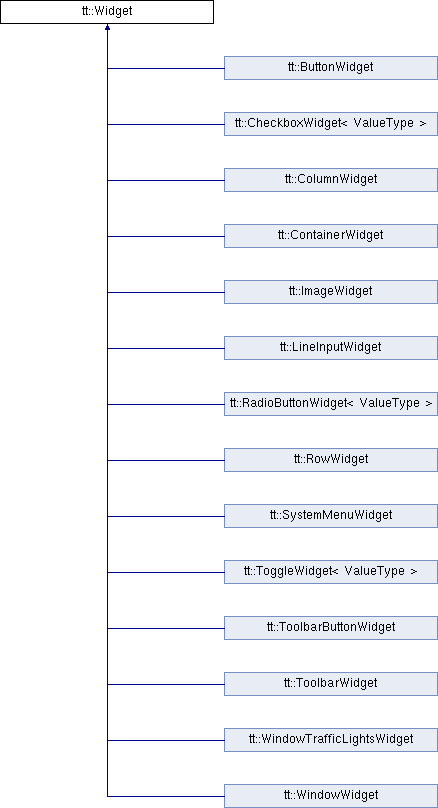 tt::Widget
tt::ButtonWidget
tt::CheckboxWidget< ValueType >
tt::ColumnWidget
tt::ContainerWidget
tt::ImageWidget
tt::LineInputWidget
tt::RadioButtonWidget< ValueType >
tt::RowWidget
tt::SystemMenuWidget
tt::ToggleWidget< ValueType >
tt::ToolbarButtonWidget
tt::ToolbarWidget
tt::WindowTrafficLightsWidget
tt::WindowWidget